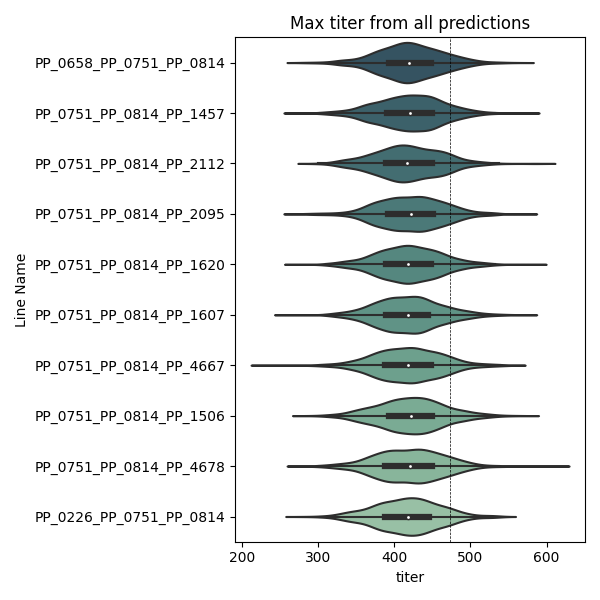 Max titer from all predictions
PP_0658_PP_0751_PP_0814
PP_0751_PP_0814_PP_1457
PP_0751_PP_0814_PP_2112
PP_0751_PP_0814_PP_2095
PP_0751_PP_0814_PP_1620
PP_0751_PP_0814_PP_1607
PP_0751_PP_0814_PP_4667
PP_0751_PP_0814_PP_1506
PP_0751_PP_0814_PP_4678
PP_0226_PP_0751_PP_0814
Line Name
200 300 400 500 600
titer